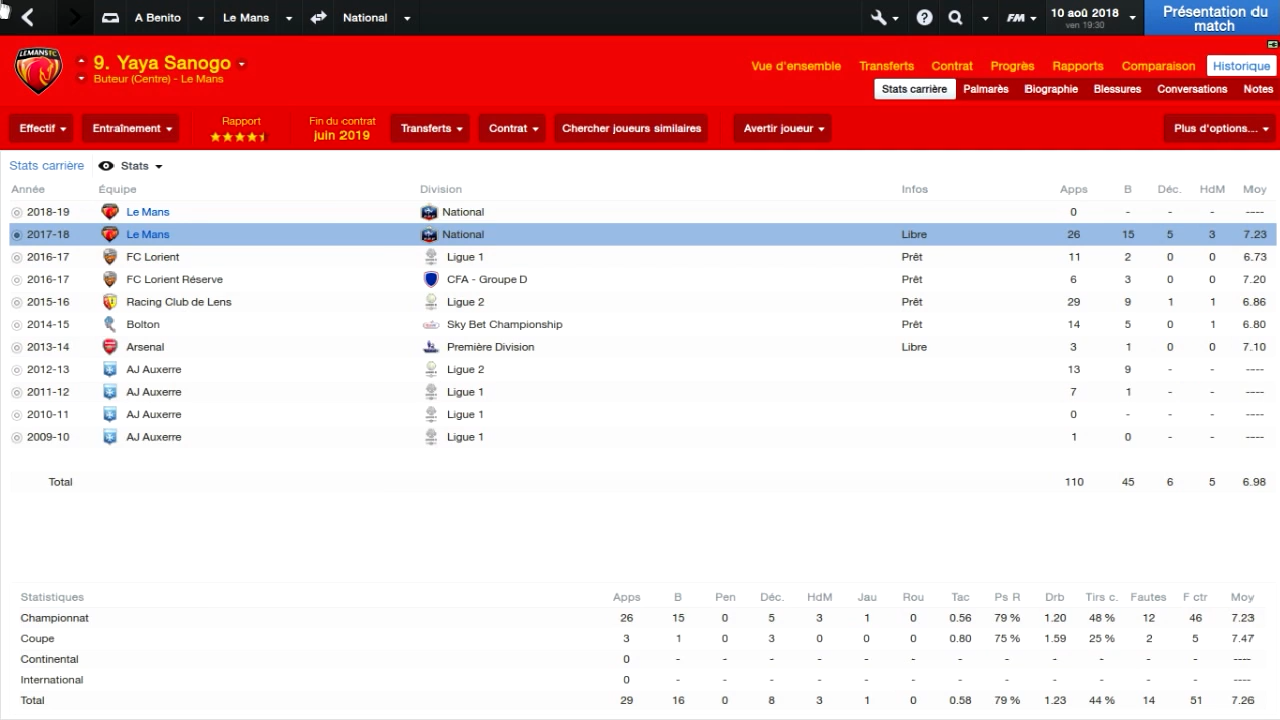 A Benito Le Mans National FM 10 aoû 2018 ven 19:30 Présentation du match
LE MANS FC 9. Yaya Sanogo
Buteur (Centre) - Le Mans
Vue d'ensemble Transferts Contrat Progrès Rapports Comparaison Historique
Stats carrière Palmarès Biographie Blessures Conversations Notes
Effectif Entraînement Rapport Fin du contrat juin 2019 Transferts Contrat Chercher joueurs similaires Avertir joueur Plus d'options...
Stats carrière Stats
Année Équipe Division Infos Apps B Déc. HdM Moy
2018-19 Le Mans National 0 - - - ----
2017-18 Le Mans National Libre 26 15 5 3 7.23
2016-17 FC Lorient Ligue 1 Prêt 11 2 0 0 6.73
2016-17 FC Lorient Réserve CFA - Groupe D Prêt 6 3 0 0 7.20
2015-16 Racing Club de Lens Ligue 2 Prêt 29 9 1 1 6.86
2014-15 Bolton Sky Bet Championship Prêt 14 5 0 1 6.80
2013-14 Arsenal Première Division Libre 3 1 0 0 7.10
2012-13 AJ Auxerre Ligue 2 13 9 - - ----
2011-12 AJ Auxerre Ligue 1 7 1 - - ----
2010-11 AJ Auxerre Ligue 1 0 - - - ----
2009-10 AJ Auxerre Ligue 1 1 0 - - ----
Total 110 45 6 5 6.98
Statistiques Apps B Pen Déc. HdM Jau Rou Tac Ps R Drb Tirs c. Fautes F ctr Moy
Championnat 26 15 0 5 3 1 0 0.56 79 % 1.20 48 % 12 46 7.23
Coupe 3 1 0 3 0 0 0 0.80 75 % 1.59 25 % 2 5 7.47
Continental 0 - - - - - - - - - - - - ----
International 0 - - - - - - - - - - - - ----
Total 29 16 0 8 3 1 0 0.58 79 % 1.23 44 % 14 51 7.26